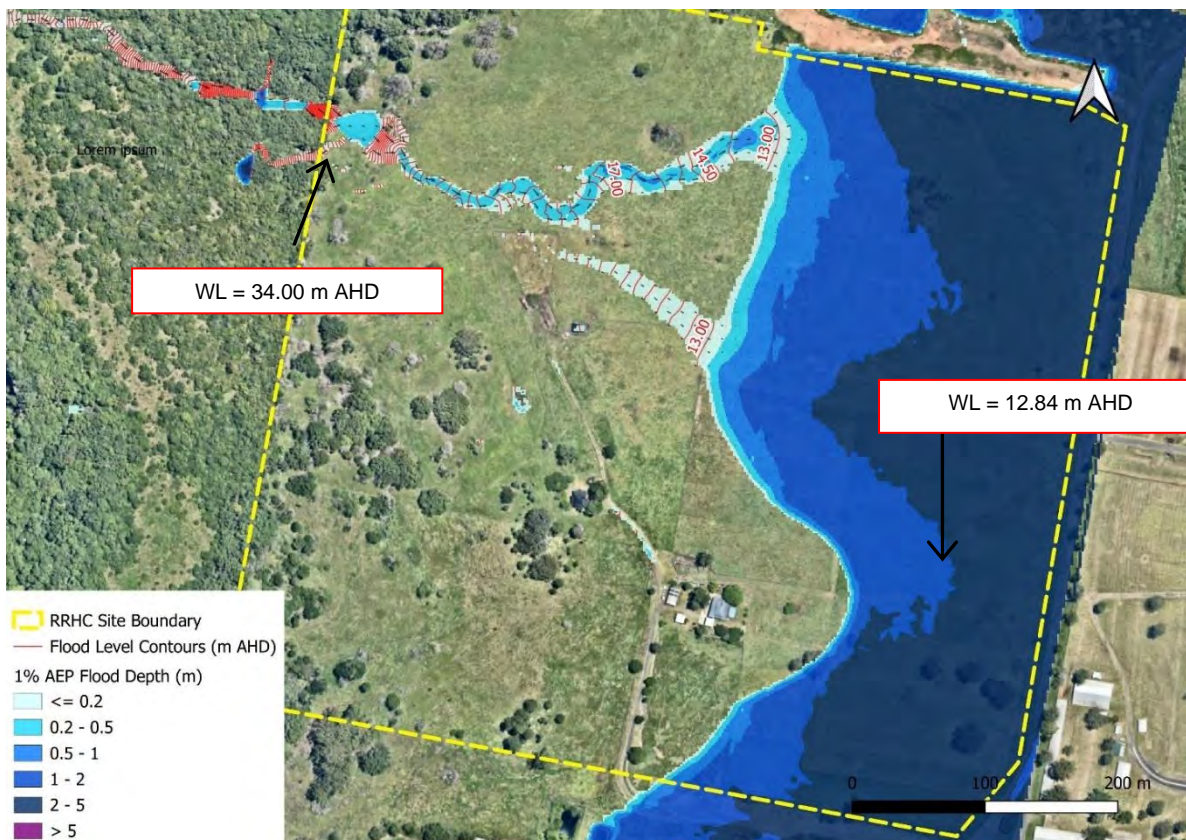 Lorem ipsum
13.00
14.50
17.00
WL = 34.00 m AHD
13.00
WL = 12.84 m AHD
RRHC Site Boundary
Flood Level Contours (m AHD)
1% AEP Flood Depth (m)
<= 0.2
0.2 - 0.5
0.5 - 1
1 - 2
2 - 5
> 5
0 100 200 m